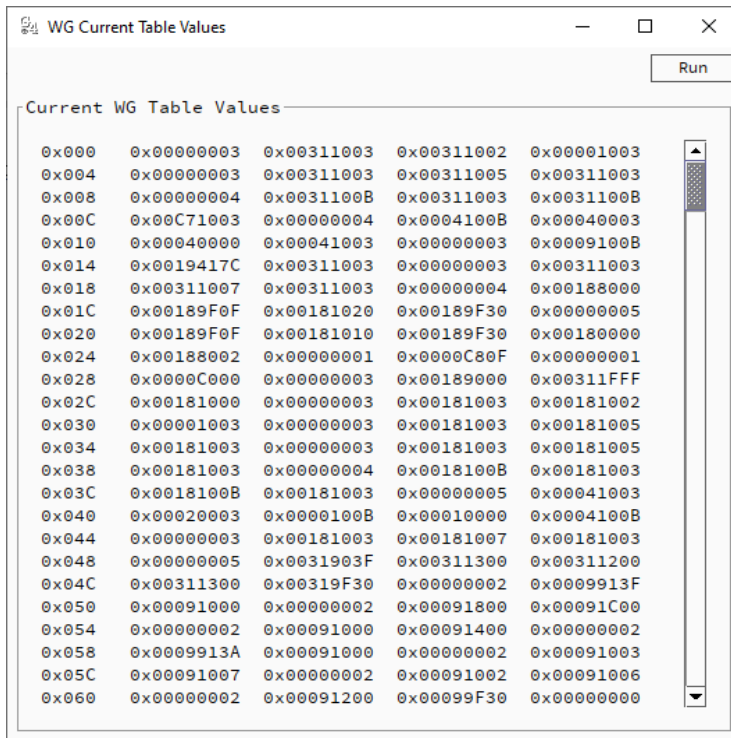 WG Current Table Values
Run
Current WG Table Values
0x000 0x00000003 0x00311003 0x00311002 0x00001003
0x004 0x00000003 0x00311003 0x00311005 0x00311003
0x008 0x00000004 0x0031100B 0x00311003 0x0031100B
0x00C 0x00C71003 0x00000004 0x0004100B 0x00040003
0x010 0x00040000 0x00041003 0x00000003 0x0009100B
0x014 0x0019417C 0x00311003 0x00000003 0x00311003
0x018 0x00311007 0x00311003 0x00000004 0x00188000
0x01C 0x00189F0F 0x00181020 0x00189F30 0x00000005
0x020 0x00189F0F 0x00181010 0x00189F30 0x00180000
0x024 0x00188002 0x00000001 0x0000C80F 0x00000001
0x028 0x0000C000 0x00000003 0x00189000 0x00311FFF
0x02C 0x00181000 0x00000003 0x00181003 0x00181002
0x030 0x00001003 0x00000003 0x00181003 0x00181005
0x034 0x00181003 0x00000003 0x00181003 0x00181005
0x038 0x00181003 0x00000004 0x0018100B 0x00181003
0x03C 0x0018100B 0x00181003 0x00000005 0x00041003
0x040 0x00020003 0x0000100B 0x00010000 0x0004100B
0x044 0x00000003 0x00181003 0x00181007 0x00181003
0x048 0x00000005 0x0031903F 0x00311300 0x00311200
0x04C 0x00311300 0x00319F30 0x00000002 0x0009913F
0x050 0x00091000 0x00000002 0x00091800 0x00091C00
0x054 0x00000002 0x00091000 0x00091400 0x00000002
0x058 0x0009913A 0x00091000 0x00000002 0x00091003
0x05C 0x00091007 0x00000002 0x00091002 0x00091006
0x060 0x00000002 0x00091200 0x00099F30 0x00000000